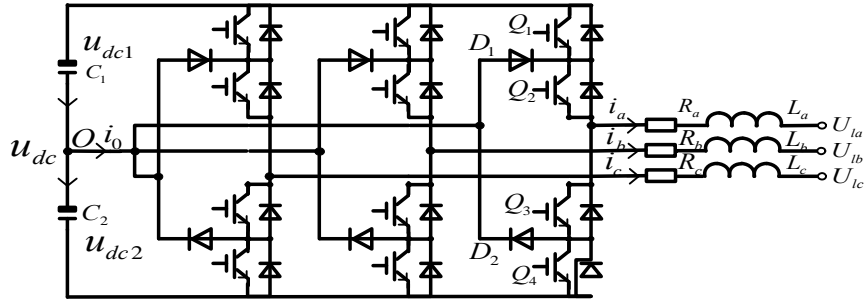 u_dc1
C_1
O
i_0
u_dc
C_2
u_dc2
D_1
Q_1
Q_2
i_a
R_a
L_a
U_la
i_b
R_b
L_b
U_lb
i_c
R_c
L_c
U_lc
Q_3
D_2
Q_4